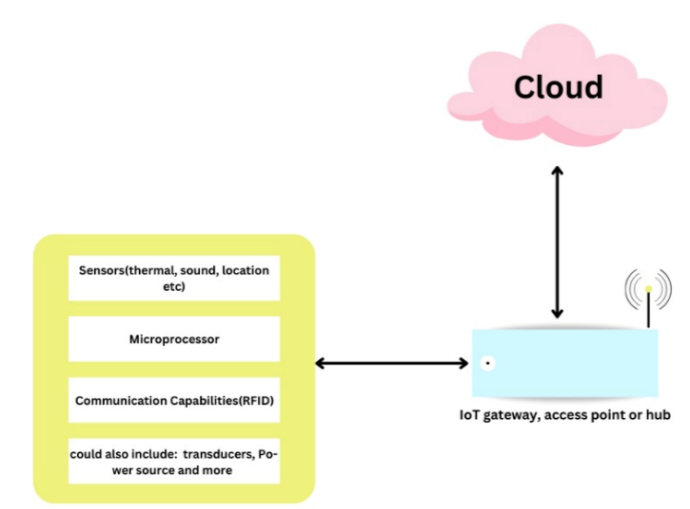 Cloud
Sensors(thermal, sound, location
etc)
Microprocessor
Communication Capabilities(RFID)
could also include: transducers, Po-
wer source and more
IoT gateway, access point or hub